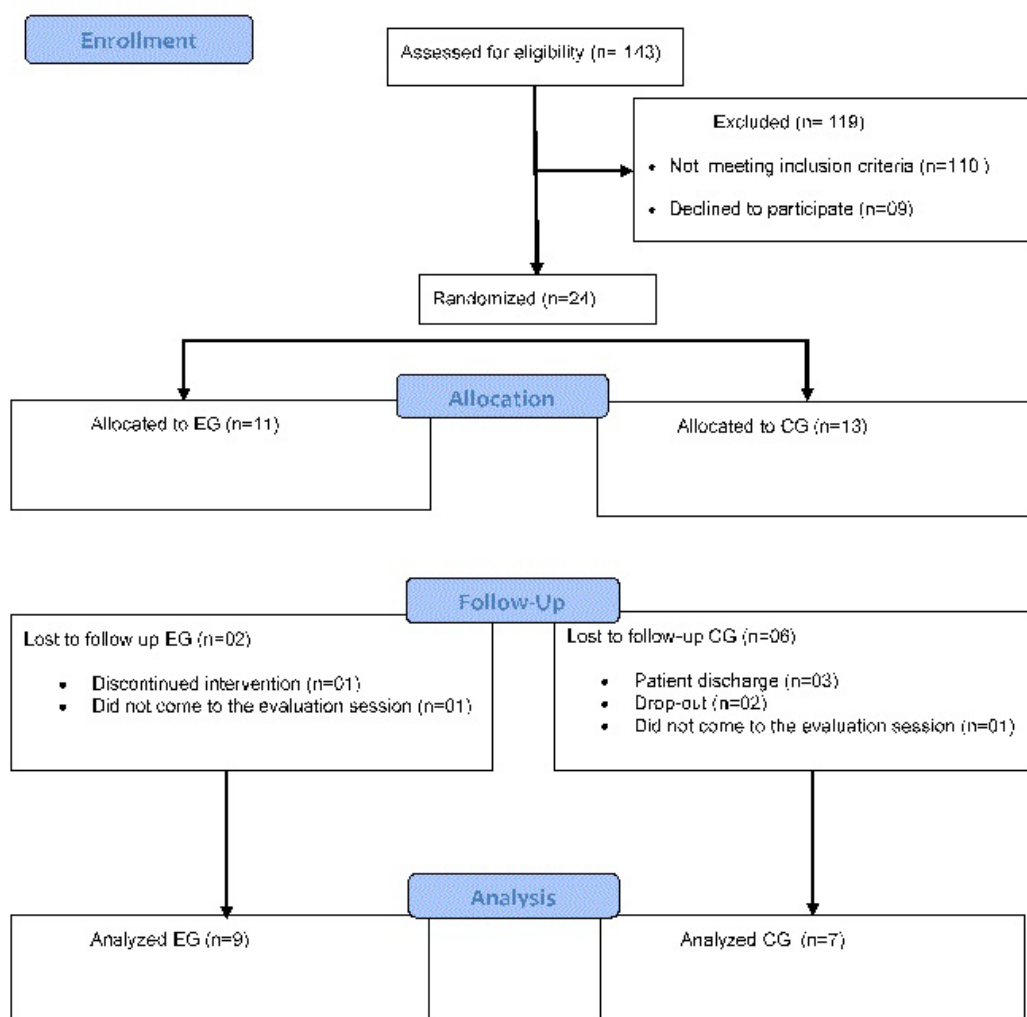 Enrollment
Assessed for eligibility (n= 143)
Excluded (n= 119)
• Not meeting inclusion criteria (n=110 )
• Declined to participate (n=09)
Randomized (n=24)
Allocation
Allocated to EG (n=11)
Allocated to CG (n=13)
Follow-Up
Lost to follow up EG (n=02)
• Discontinued intervention (n=01)
• Did not come to the evaluation session (n=01)
Lost to follow-up CG (n=06)
• Patient discharge (n=03)
• Drop-out (n=02)
• Did not come to the evaluation session (n=01)
Analysis
Analyzed EG (n=9)
Analyzed CG (n=7)